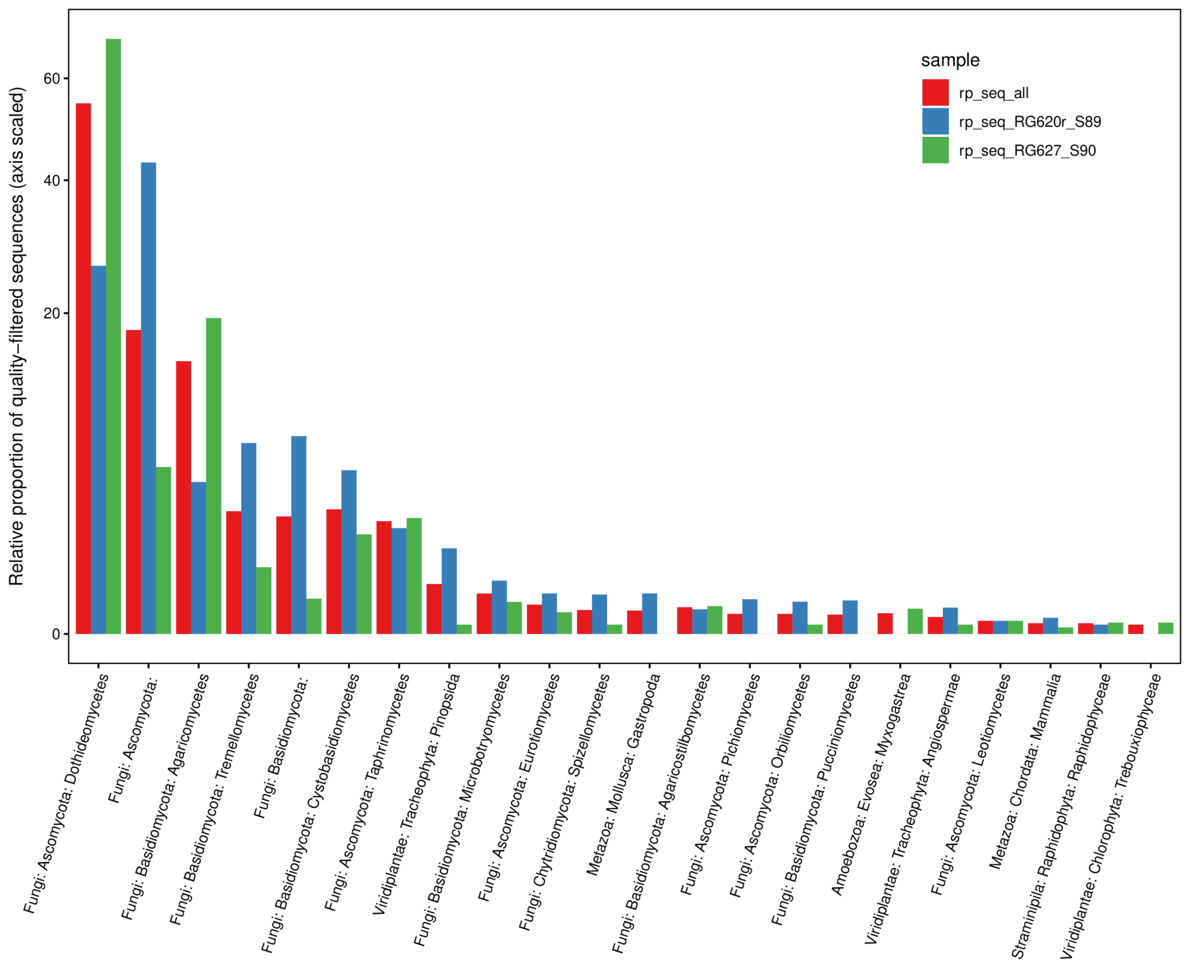 Relative proportion of quality−filtered sequences (axis scaled)
60
40
20
0
sample
rp_seq_all
rp_seq_RG620r_S89
rp_seq_RG627_S90
Fungi: Ascomycota: Dothideomycetes
Fungi: Ascomycota:
Fungi: Basidiomycota: Agaricomycetes
Fungi: Basidiomycota: Tremellomycetes
Fungi: Basidiomycota:
Fungi: Basidiomycota: Cystobasidiomycetes
Fungi: Ascomycota: Taphrinomycetes
Viridiplantae: Tracheophyta: Pinopsida
Fungi: Basidiomycota: Microbotryomycetes
Fungi: Ascomycota: Eurotiomycetes
Fungi: Chytridiomycota: Spizellomycetes
Metazoa: Mollusca: Gastropoda
Fungi: Basidiomycota: Agaricostilbomycetes
Fungi: Ascomycota: Pichiomycetes
Fungi: Ascomycota: Orbiliomycetes
Fungi: Basidiomycota: Pucciniomycetes
Amoebozoa: Evosea: Myxogastrea
Viridiplantae: Tracheophyta: Angiospermae
Fungi: Ascomycota: Leotiomycetes
Metazoa: Chordata: Mammalia
Straminipila: Raphidophyta: Raphidophyceae
Viridiplantae: Chlorophyta: Trebouxiophyceae